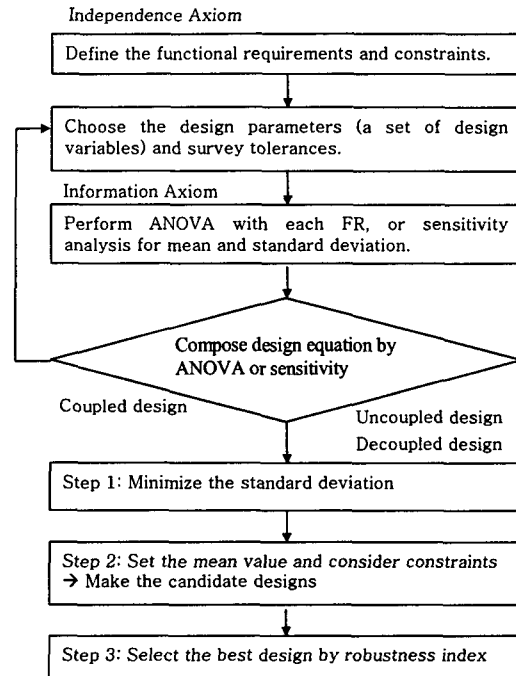 Independence Axiom
Define the functional requirements and constraints.
Choose the design parameters (a set of design
variables) and survey tolerances.
Information Axiom
Perform ANOVA with each FR, or sensitivity
analysis for mean and standard deviation.
Compose design equation by
ANOVA or sensitivity
Coupled design
Uncoupled design
Decoupled design
Step 1: Minimize the standard deviation
Step 2: Set the mean value and consider constraints
→ Make the candidate designs
Step 3: Select the best design by robustness index